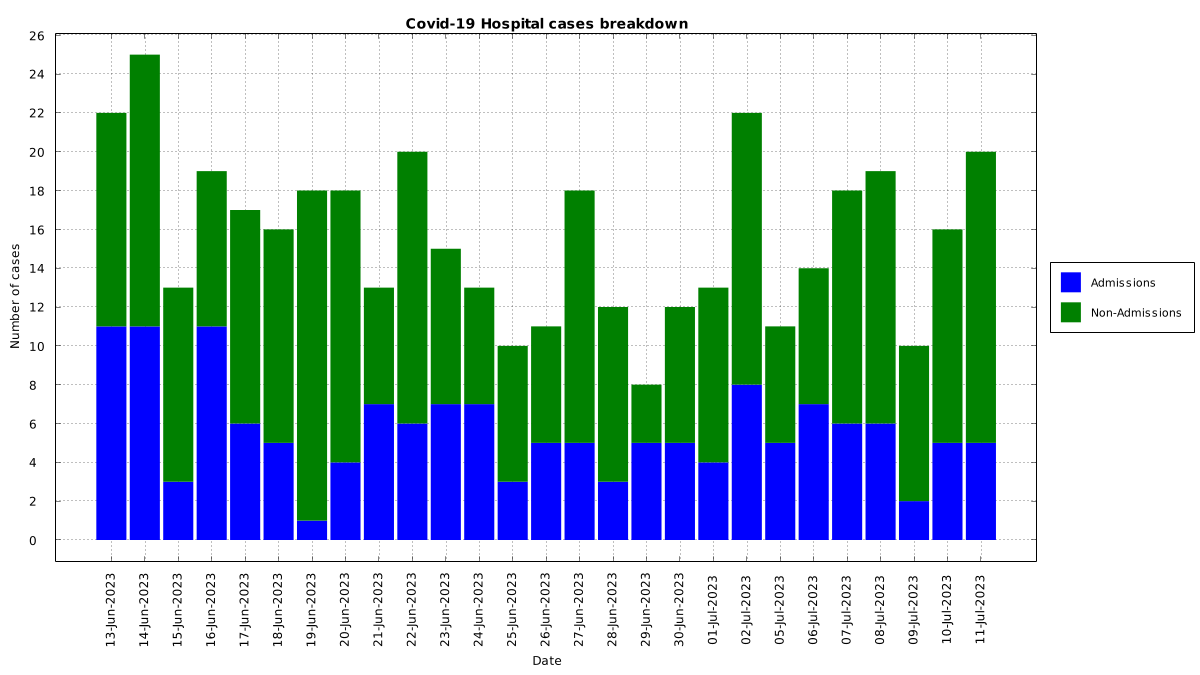 Covid-19 Hospital cases breakdown
26
24
22
20
18
16
14
12
10
8
6
4
2
0
Number of cases
13-Jun-2023
14-Jun-2023
15-Jun-2023
16-Jun-2023
17-Jun-2023
18-Jun-2023
19-Jun-2023
20-Jun-2023
21-Jun-2023
22-Jun-2023
23-Jun-2023
24-Jun-2023
25-Jun-2023
26-Jun-2023
27-Jun-2023
28-Jun-2023
29-Jun-2023
30-Jun-2023
01-Jul-2023
02-Jul-2023
05-Jul-2023
06-Jul-2023
07-Jul-2023
08-Jul-2023
09-Jul-2023
10-Jul-2023
11-Jul-2023
Date
Admissions
Non-Admissions